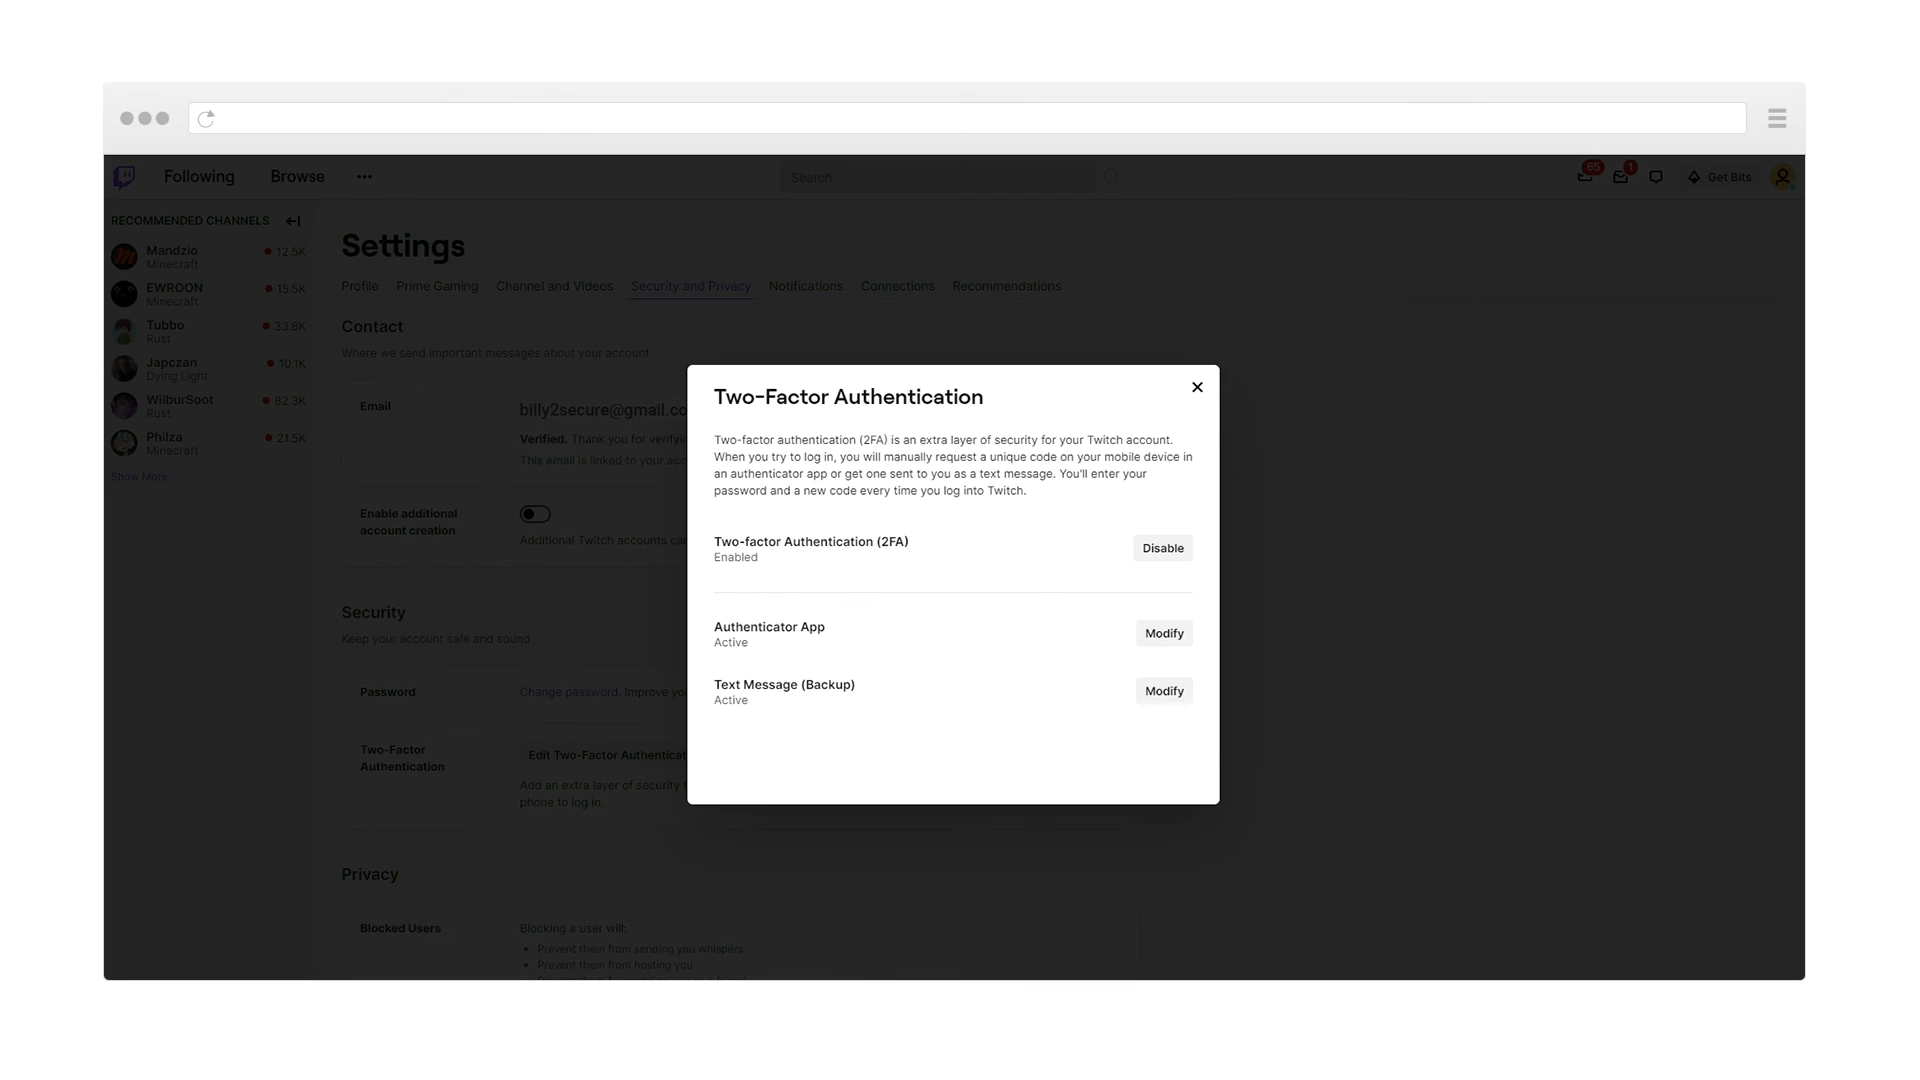 Following
Browse
Search
65
1
Get Bits
RECOMMENDED CHANNELS
Mandzio
12.5K
Minecraft
EWROON
15.5K
Minecraft
Tubbo
33.8K
Rust
Japczan
10.1K
Dying Light
WilburSoot
82.3K
Rust
Philza
21.5K
Minecraft
Show More
Settings
Profile
Prime Gaming
Channel and Videos
Security and Privacy
Notifications
Connections
Recommendations
Contact
Where we send important messages about your account
Email
billy2secure@gmail.co
Verified. Thank you for verifyin
This email is linked to your acc
Enable additional
account creation
Additional Twitch accounts can
Security
Keep your account safe and sound
Password
Change password. Improve yo
Two-Factor
Authentication
Edit Two-Factor Authenticat
Add an extra layer of security t
phone to log in.
Privacy
Blocked Users
Blocking a user will:
• Prevent them from sending you whispers
• Prevent them from hosting you
Two-Factor Authentication
Two-factor authentication (2FA) is an extra layer of security for your Twitch account.
When you try to log in, you will manually request a unique code on your mobile device in
an authenticator app or get one sent to you as a text message. You'll enter your
password and a new code every time you log into Twitch.
Two-factor Authentication (2FA)
Enabled
Disable
Authenticator App
Active
Modify
Text Message (Backup)
Active
Modify